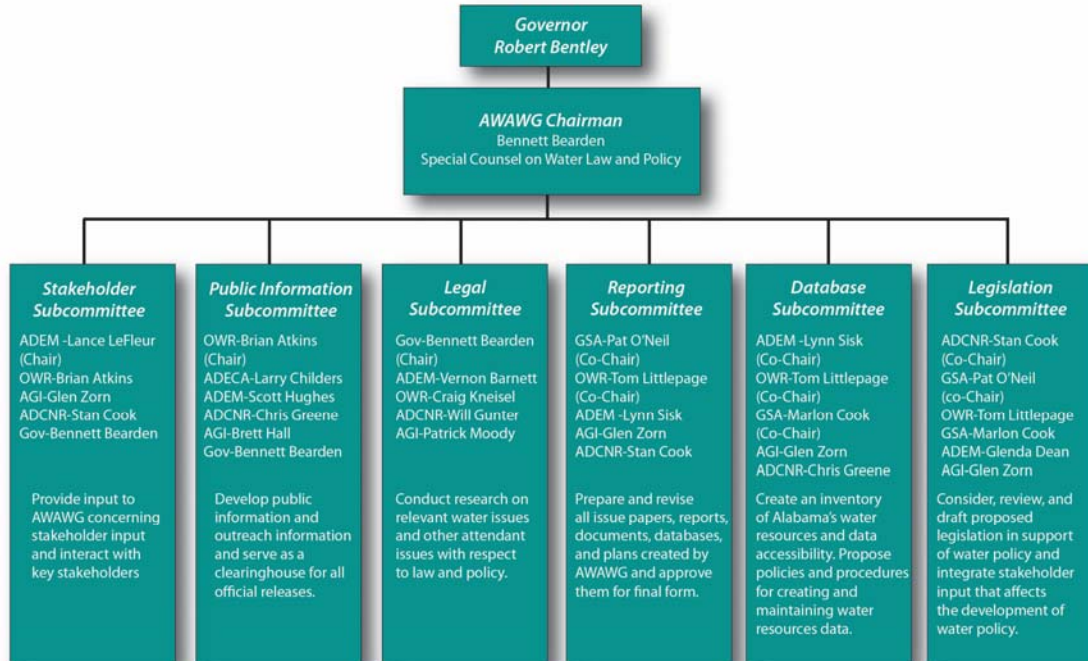 Governor
Robert Bentley
AWAWG Chairman
Bennett Bearden
Special Counsel on Water Law and Policy
Stakeholder
Subcommittee
ADEM -Lance LeFleur
(Chair)
OWR-Brian Atkins
AGI-Glen Zorn
ADCNR-Stan Cook
Gov-Bennett Bearden
Provide input to
AWAWG concerning
stakeholder input
and interact with
key stakeholders
Public Information
Subcommittee
OWR-Brian Atkins
(Chair)
ADECA-Larry Childers
ADEM-Scott Hughes
ADCNR-Chris Greene
AGI-Brett Hall
Gov-Bennett Bearden
Develop public
information and
outreach information
and serve as a
clearinghouse for all
official releases.
Legal
Subcommittee
Gov-Bennett Bearden
(Chair)
ADEM-Vernon Barnett
OWR-Craig Kneisel
ADCNR-Will Gunter
AGI-Patrick Moody
Conduct research on
relevant water issues
and other attendant
issues with respect
to law and policy.
Reporting
Subcommittee
GSA-Pat O'Neil
(Co-Chair)
OWR-Tom Littlepage
(Co-Chair)
ADEM -Lynn Sisk
AGI-Glen Zorn
ADCNR-Stan Cook
Prepare and revise
all issue papers, reports,
documents, databases,
and plans created by
AWAWG and approve
them for final form.
Database
Subcommittee
ADEM -Lynn Sisk
(Co-Chair)
OWR-Tom Littlepage
(Co-Chair)
GSA-Marlon Cook
(Co-Chair)
AGI-Glen Zorn
ADCNR-Chris Greene
Create an inventory
of Alabama's water
resources and data
accessibility. Propose
policies and procedures
for creating and
maintaining water
resources data.
Legislation
Subcommittee
ADCNR-Stan Cook
(Co-Chair)
GSA-Pat O'Neil
(co-Chair)
OWR-Tom Littlepage
GSA-Marlon Cook
ADEM-Glenda Dean
AGI-Glen Zorn
Consider, review, and
draft proposed
legislation in support
of water policy and
integrate stakeholder
input that affects
the development of
water policy.